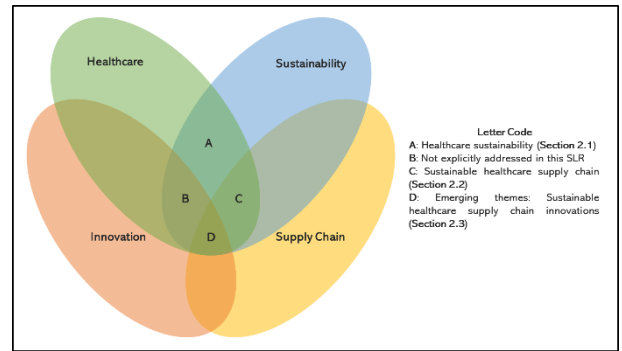 Healthcare
Sustainability
A
B
C
Innovation
D
Supply Chain
Letter Code
A: Healthcare sustainability (Section 2.1)
B: Not explicitly addressed in this SLR
C: Sustainable healthcare supply chain
(Section 2.2)
D: Emerging themes: Sustainable
healthcare supply chain innovations
(Section 2.3)